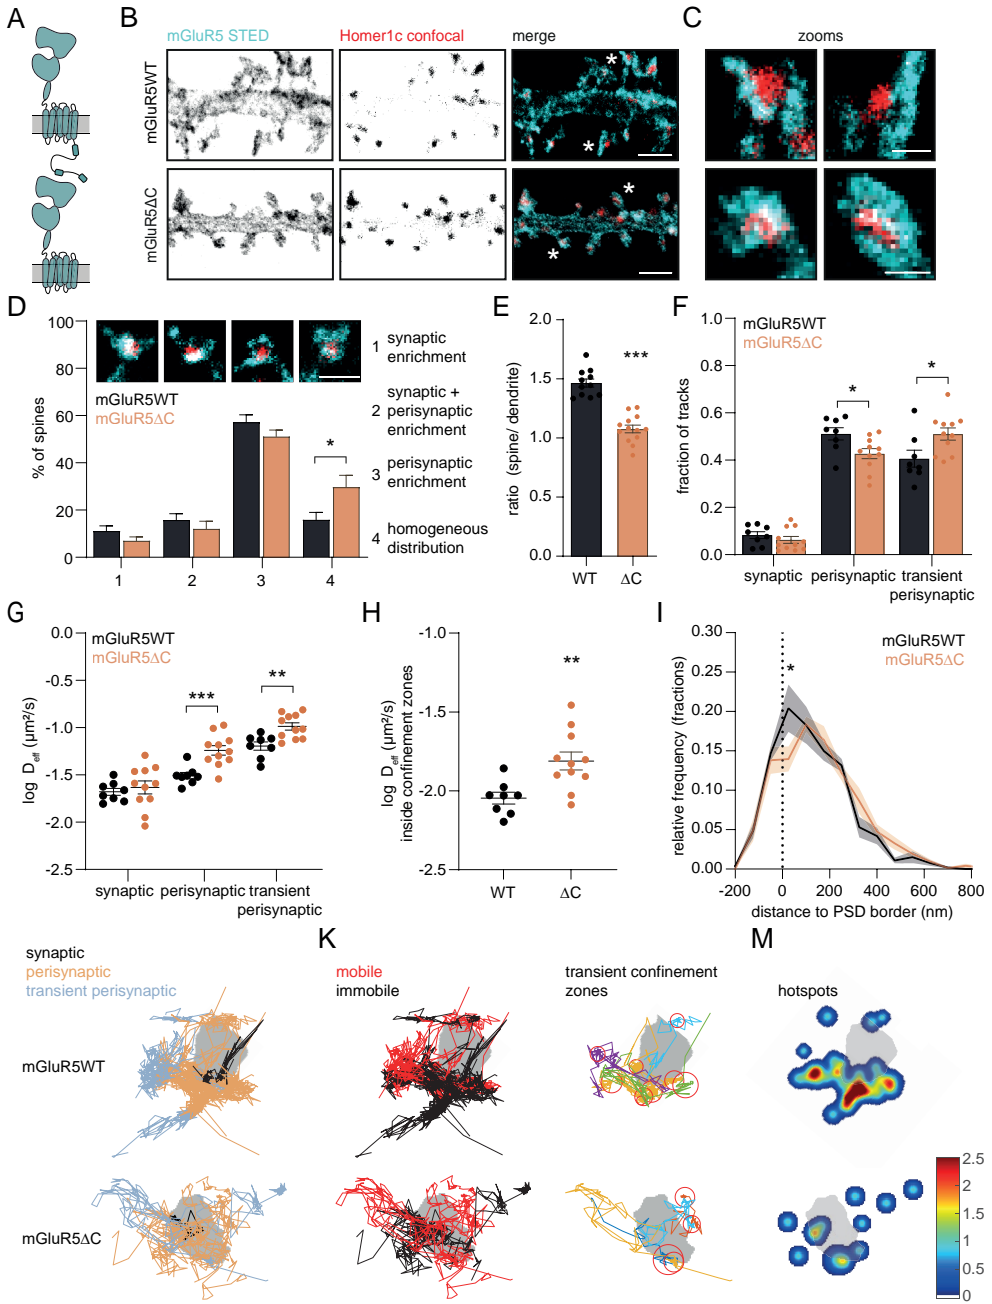 A
B
C
mGluR5 STED
Homer1c confocal
merge
zooms
mGluR5WT
*
*
mGluR5ΔC
*
*
D
E
F
100
80
60
40
20
0
% of spines
mGluR5WT
mGluR5ΔC
*
1
2
3
4
1 synaptic
enrichment
synaptic +
2 perisynaptic
enrichment
3 perisynaptic
enrichment
4 homogeneous
distribution
2.0
1.5
1.0
0.5
0.0
ratio (spine/ dendrite)
***
WT
ΔC
1.0
0.8
0.6
0.4
0.2
0.0
fraction of tracks
mGluR5WT
mGluR5ΔC
*
*
synaptic
perisynaptic
transient
perisynaptic
G
H
I
0.0
-0.5
-1.0
-1.5
-2.0
-2.5
log Deff (μm²/s)
mGluR5WT
mGluR5ΔC
***
**
synaptic
perisynaptic
transient
perisynaptic
-1.0
-1.5
-2.0
-2.5
log Deff (μm²/s)
inside confinement zones
**
WT
ΔC
0.30
0.25
0.20
0.15
0.10
0.05
0.00
relative frequency (fractions)
mGluR5WT
mGluR5ΔC
*
-200
0
200
400
600
800
distance to PSD border (nm)
K
M
synaptic
perisynaptic
transient perisynaptic
mobile
immobile
transient confinement
zones
hotspots
mGluR5WT
mGluR5ΔC
2.5
2
1.5
1
0.5
0